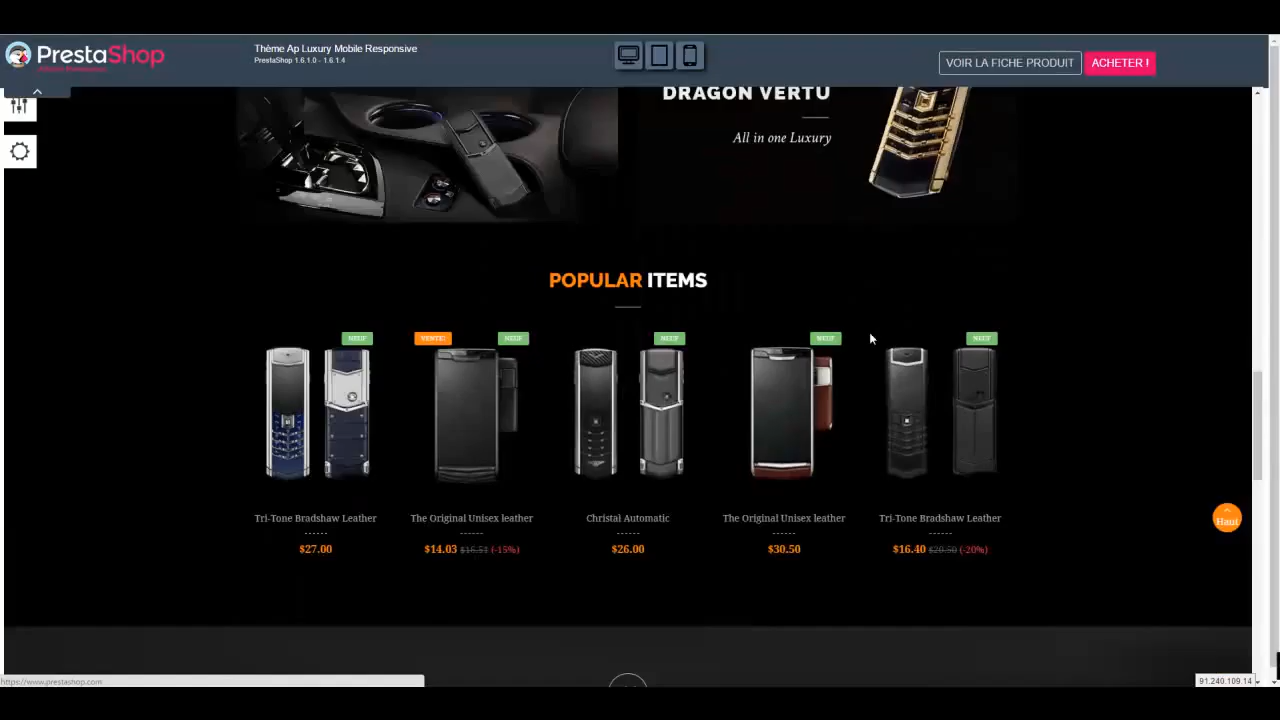 PrestaShop
Thème Ap Luxury Mobile Responsive
PrestaShop 1.6.1.0 - 1.6.1.4
VOIR LA FICHE PRODUIT
ACHETER !
DRAGON VERTU
All in one Luxury
POPULAR ITEMS
NEUF
VENTE!
NEUF
NEUF
NEUF
NEUF
Tri-Tone Bradshaw Leather
The Original Unisex leather
Christal Automatic
The Original Unisex leather
Tri-Tone Bradshaw Leather
$27.00
$14.03 $16.51 (-15%)
$26.00
$30.50
$16.40 $20.50 (-20%)
Haut
https://www.prestashop.com
91.240.109.14